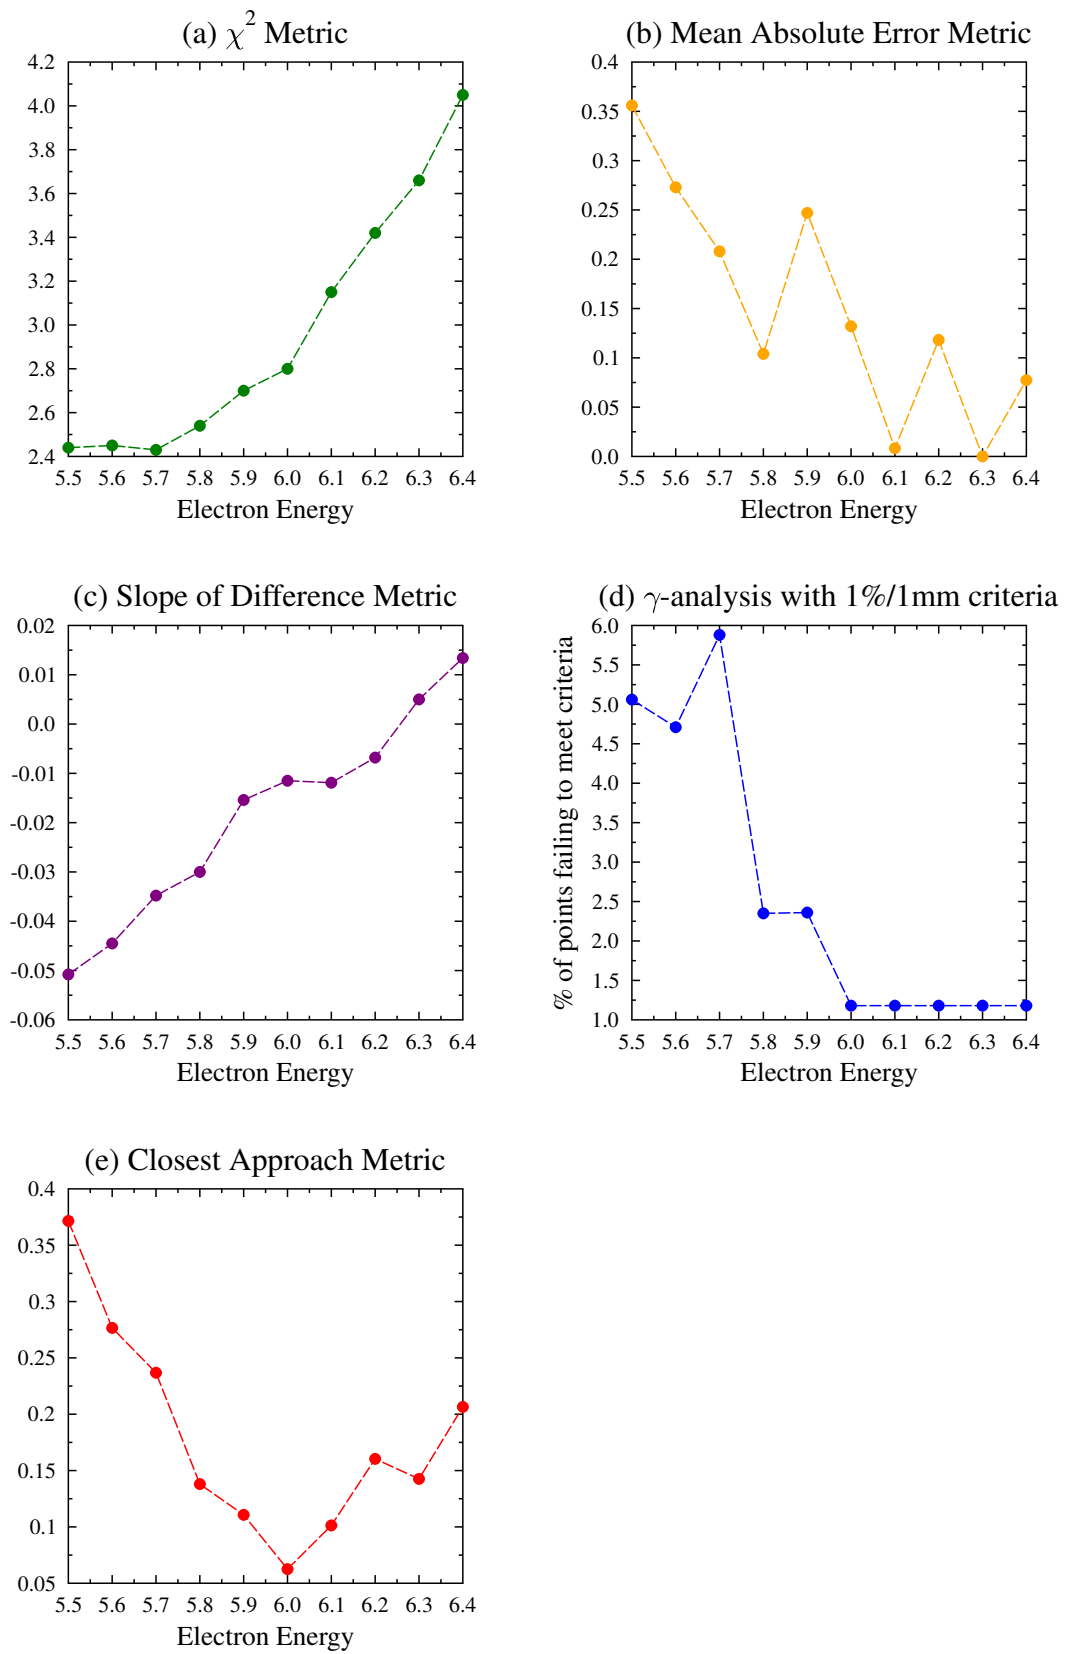 (a) χ² Metric
4.2
4.0
3.8
3.6
3.4
3.2
3.0
2.8
2.6
2.4
5.5 5.6 5.7 5.8 5.9 6.0 6.1 6.2 6.3 6.4
Electron Energy
(b) Mean Absolute Error Metric
0.4
0.35
0.3
0.25
0.2
0.15
0.1
0.05
0.0
5.5 5.6 5.7 5.8 5.9 6.0 6.1 6.2 6.3 6.4
Electron Energy
(c) Slope of Difference Metric
0.02
0.01
0.0
-0.01
-0.02
-0.03
-0.04
-0.05
-0.06
5.5 5.6 5.7 5.8 5.9 6.0 6.1 6.2 6.3 6.4
Electron Energy
(d) γ-analysis with 1%/1mm criteria
% of points failing to meet criteria
6.0
5.5
5.0
4.5
4.0
3.5
3.0
2.5
2.0
1.5
1.0
5.5 5.6 5.7 5.8 5.9 6.0 6.1 6.2 6.3 6.4
Electron Energy
(e) Closest Approach Metric
0.4
0.35
0.3
0.25
0.2
0.15
0.1
0.05
5.5 5.6 5.7 5.8 5.9 6.0 6.1 6.2 6.3 6.4
Electron Energy